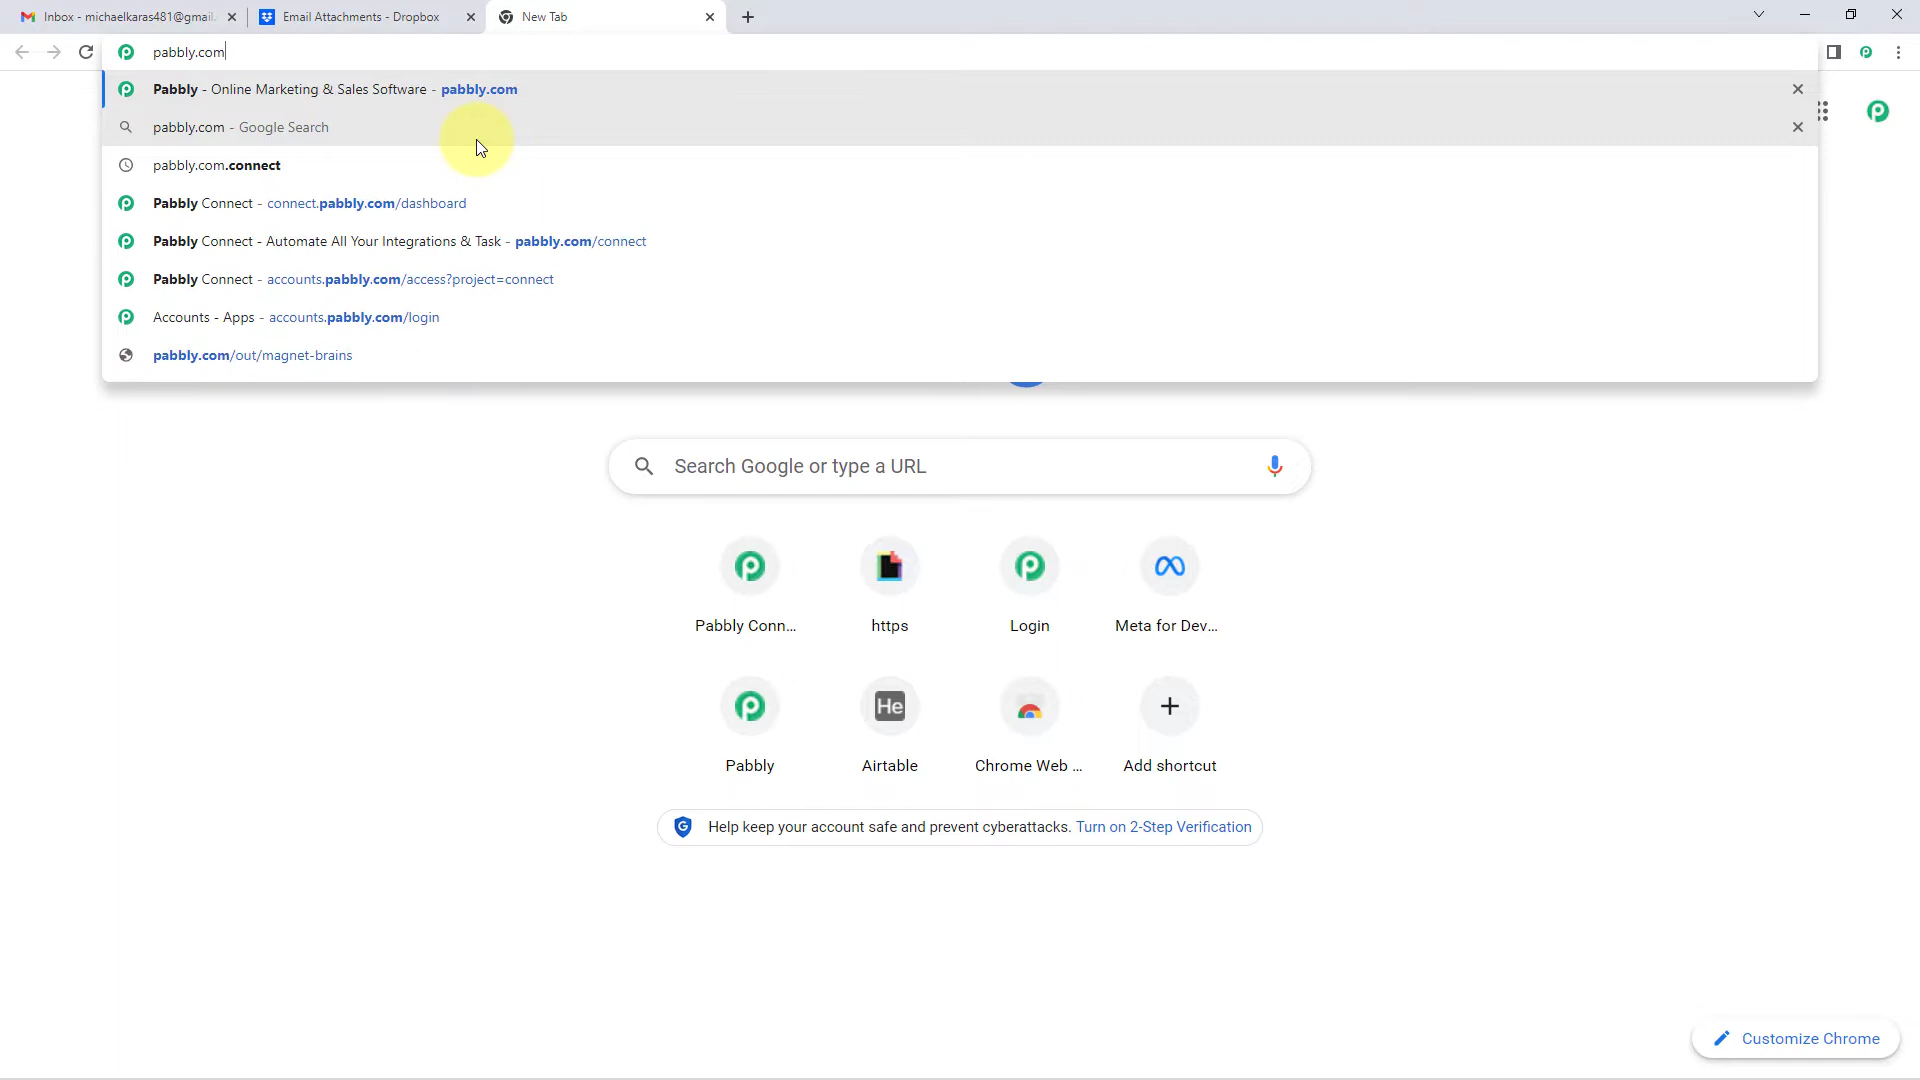 Inbox - michaelkaras481@gmail.
Email Attachments - Dropbox
New Tab
pabbly.com
Pabbly - Online Marketing & Sales Software - pabbly.com
pabbly.com - Google Search
pabbly.com.connect
Pabbly Connect - connect.pabbly.com/dashboard
Pabbly Connect - Automate All Your Integrations & Task - pabbly.com/connect
Pabbly Connect - accounts.pabbly.com/access?project=connect
Accounts - Apps - accounts.pabbly.com/login
pabbly.com/out/magnet-brains
Search Google or type a URL
Pabbly Conn...
https
Login
Meta for Dev...
He
Pabbly
Airtable
Chrome Web ...
Add shortcut
Help keep your account safe and prevent cyberattacks. Turn on 2-Step Verification
Customize Chrome